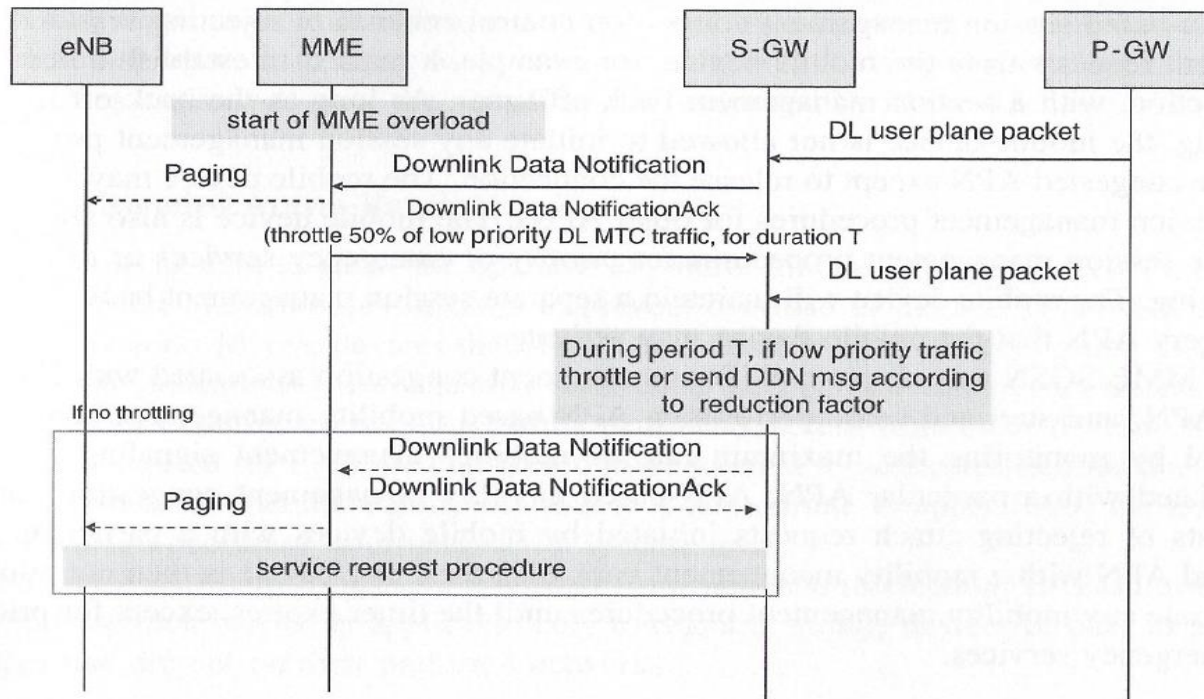 eNB
MME
S-GW
P-GW
start of MME overload
DL user plane packet
Downlink Data Notification
Paging
Downlink Data NotificationAck
(throttle 50% of low priority DL MTC traffic, for duration T
DL user plane packet
During period T, if low priority traffic
throttle or send DDN msg according
to reduction factor
If no throttling
Downlink Data Notification
Downlink Data NotificationAck
Paging
service request procedure